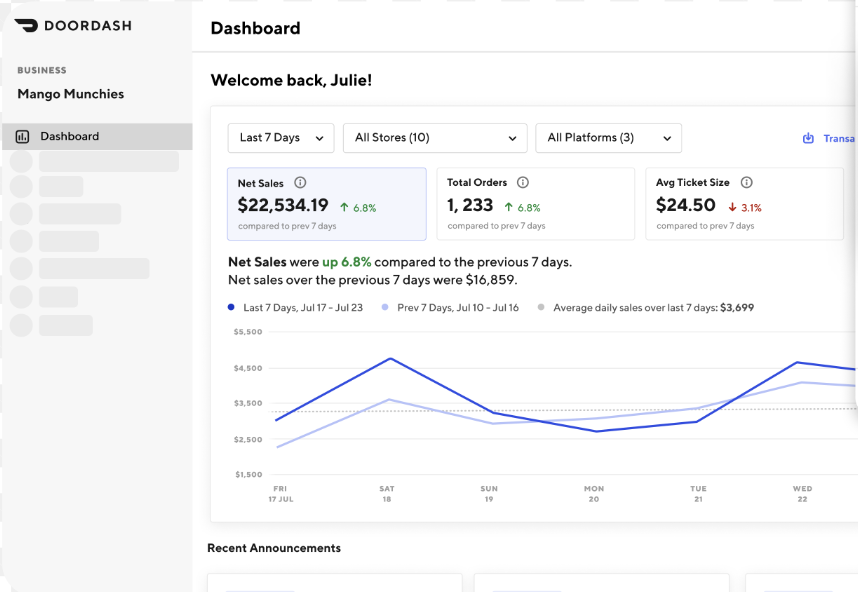 DOORDASH
BUSINESS
Mango Munchies
Dashboard
Dashboard
Welcome back, Julie!
Last 7 Days
All Stores (10)
All Platforms (3)
Transa
Net Sales
$22,534.19
6.8%
compared to prev 7 days
Total Orders
1, 233
6.8%
compared to prev 7 days
Avg Ticket Size
$24.50
3.1%
compared to prev 7 days
Net Sales were up 6.8% compared to the previous 7 days.
Net sales over the previous 7 days were $16,859.
Last 7 Days, Jul 17 - Jul 23
Prev 7 Days, Jul 10 - Jul 16
Average daily sales over last 7 days: $3,699
$5,500
$4,500
$3,500
$2,500
$1,500
FRI
17 JUL
SAT
18
SUN
19
MON
20
TUE
21
WED
22
Recent Announcements